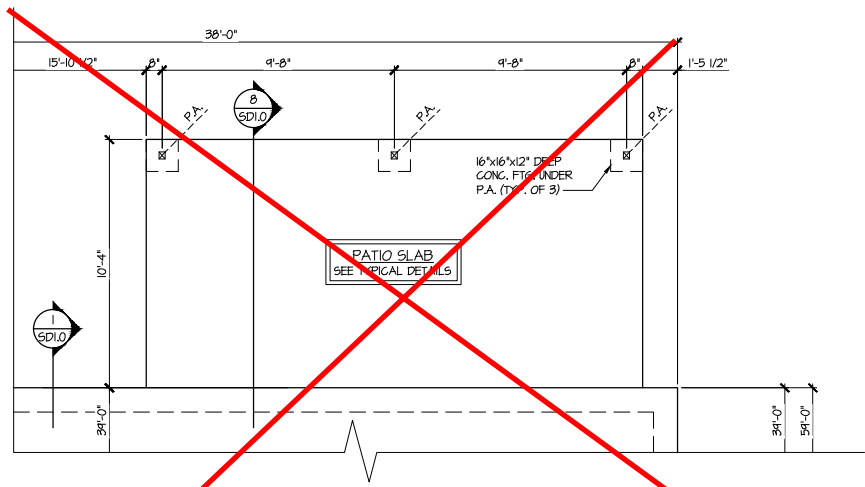 38'-0"
15'-10 1/2"
8"
9'-8"
9'-8"
8"
1'-5 1/2"
P.A.
8
SD1.0
P.A.
P.A.
16"x16"x12" DEEP
CONC. FTG. UNDER
P.A. (TYP. OF 3)
10'-4"
PATIO SLAB
SEE TYPICAL DETAILS
1
SD1.0
39'-0"
39'-0"
59'-0"